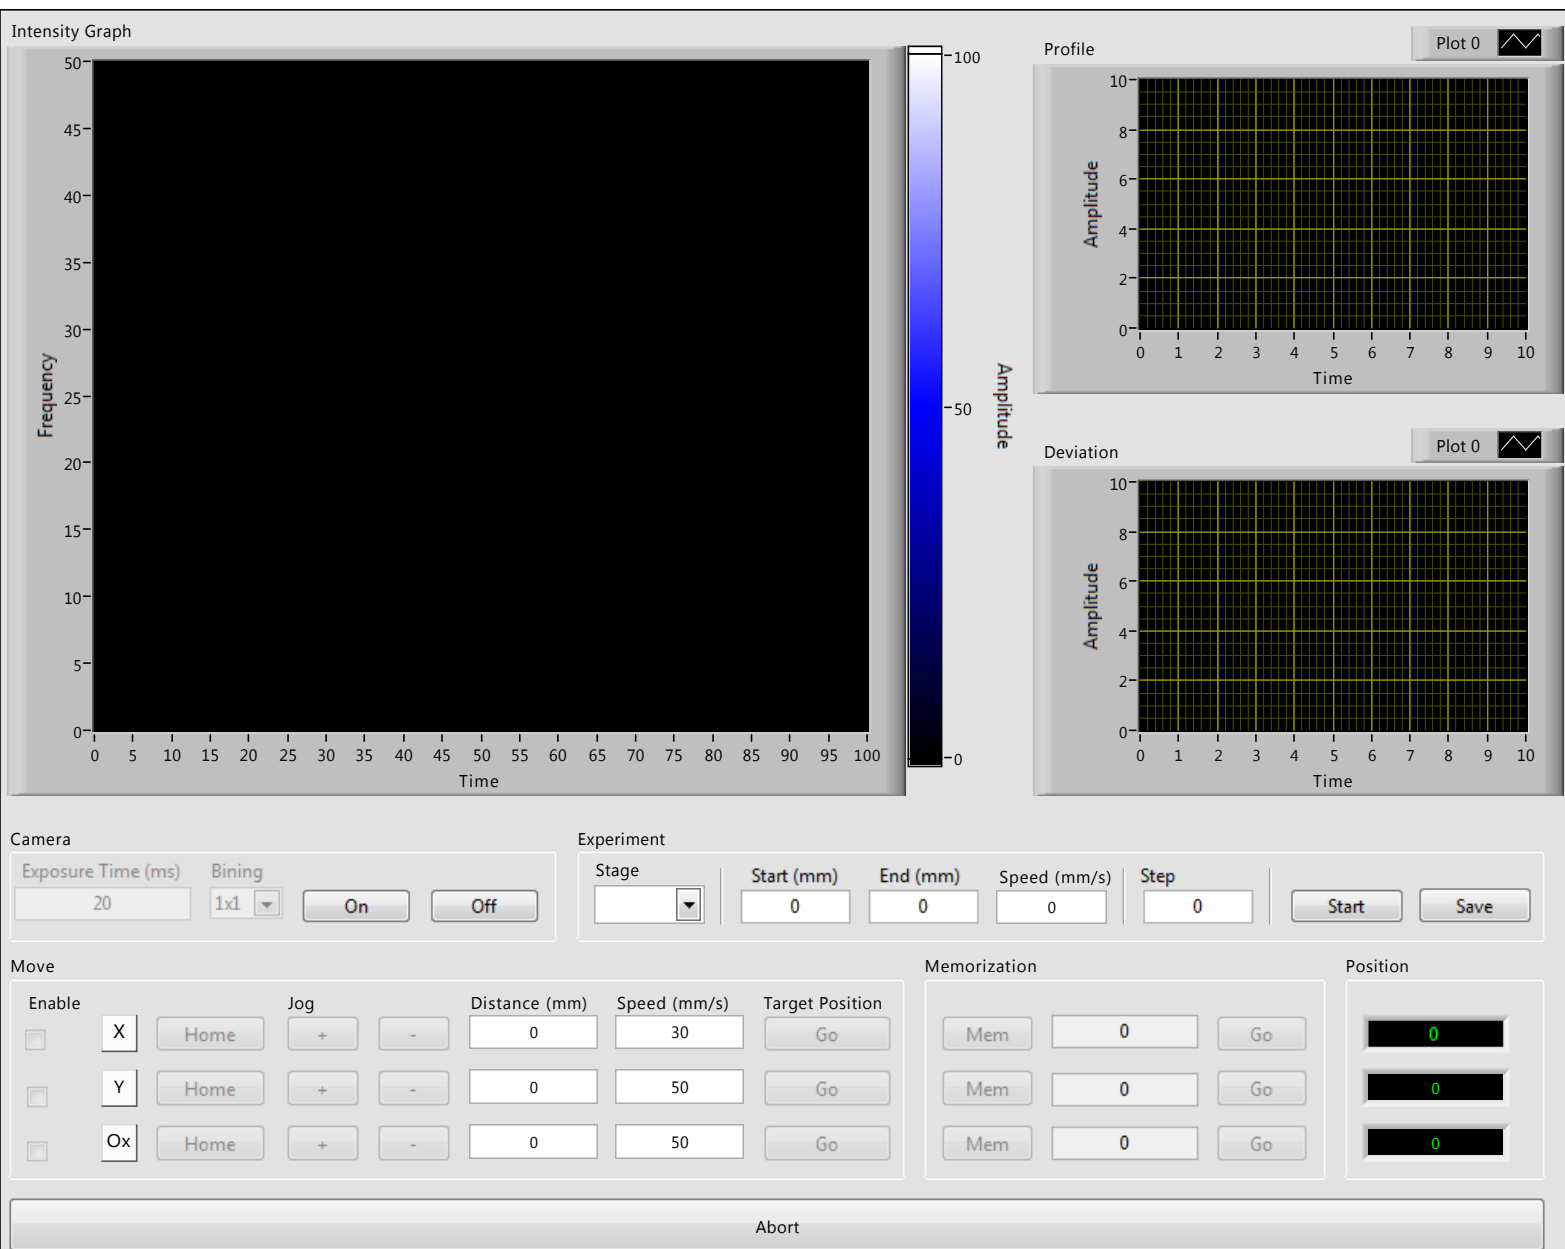 Intensity Graph
50
45
40
35
30
25
20
15
10
5
0
Frequency
0 5 10 15 20 25 30 35 40 45 50 55 60 65 70 75 80 85 90 95 100
Time
100
50
0
Amplitude
Profile
Plot 0
10
8
6
4
2
0
Amplitude
0 1 2 3 4 5 6 7 8 9 10
Time
Deviation
Plot 0
10
8
6
4
2
0
Amplitude
0 1 2 3 4 5 6 7 8 9 10
Time
Camera
Exposure Time (ms) Bining
20 1x1 On Off
Experiment
Stage Start (mm) End (mm) Speed (mm/s) Step
0 0 0 0 Start Save
Move
Enable Jog Distance (mm) Speed (mm/s) Target Position
X Home + - 0 30 Go
Y Home + - 0 50 Go
Ox Home + - 0 50 Go
Memorization
Mem 0 Go
Mem 0 Go
Mem 0 Go
Position
0
0
0
Abort